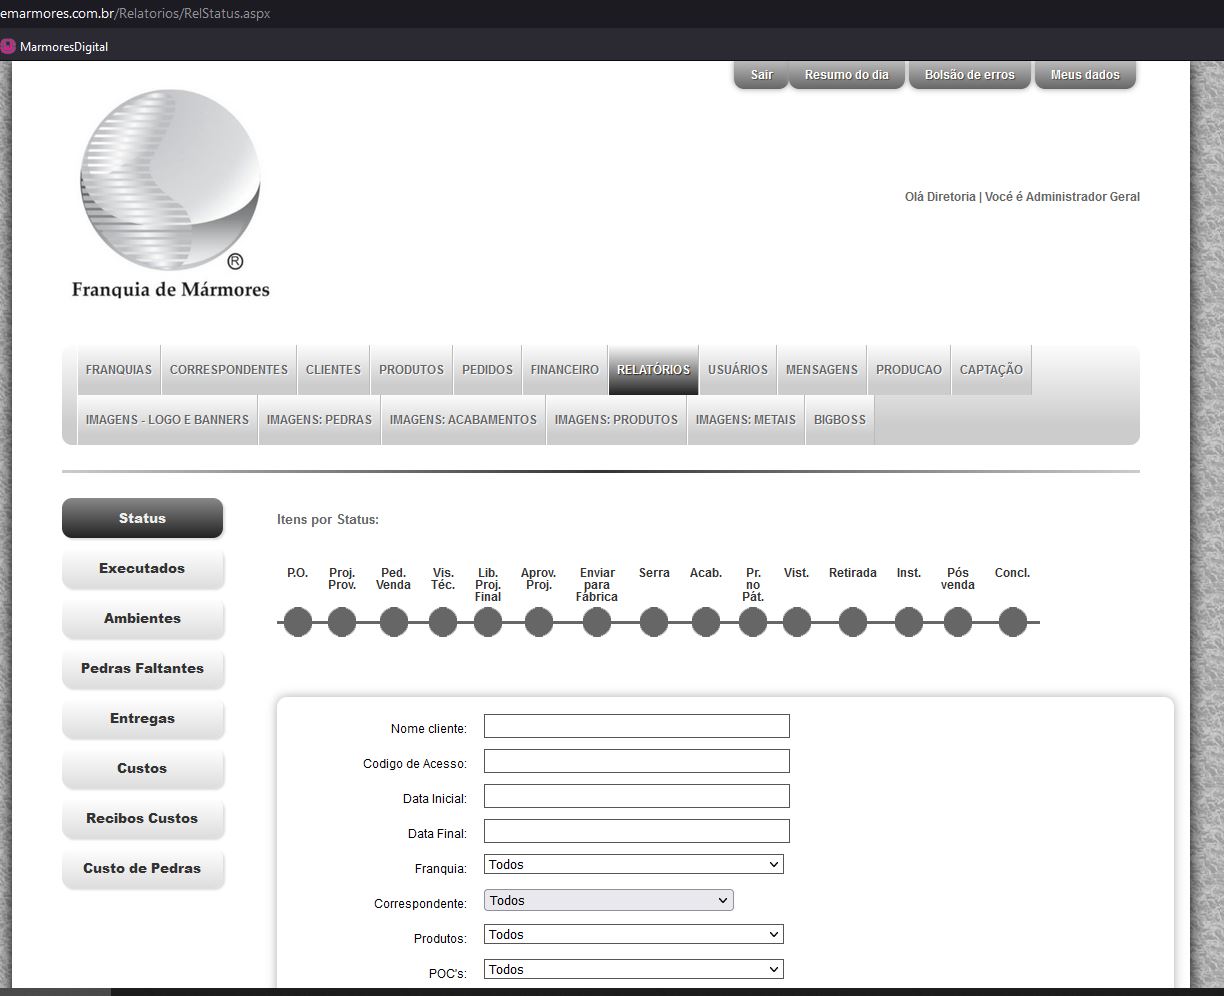 emarmores.com.br/Relatorios/RelStatus.aspx
MarmoresDigital
Sair Resumo do dia Bolsão de erros Meus dados
®
Franquia de Mármores
Olá Diretoria | Vocé é Administrador Geral
FRANQUIAS CORRESPONDENTES CLIENTES PRODUTOS PEDIDOS FINANCEIRO RELATÓRIOS USUÁRIOS MENSAGENS PRODUCAO CAPTAÇÃO
IMAGENS - LOGO E BANNERS IMAGENS: PEDRAS IMAGENS: ACABAMENTOS IMAGENS: PRODUTOS IMAGENS: METAIS BIGBOSS
Status
Executados
Ambientes
Pedras Faltantes
Entregas
Custos
Recibos Custos
Custo de Pedras
Itens por Status:
P.O. Proj. Ped. Vis. Lib. Aprov. Enviar Serra Acab. Pr. Vist. Retirada Inst. Pós Concl.
Prov. Venda Téc. Proj. Proj. para no venda
Final Fábrica Pát.
Nome cliente:
Codigo de Acesso:
Data Inicial:
Data Final:
Franquia: Todos
Correspondente: Todos
Produtos: Todos
POC's: Todos